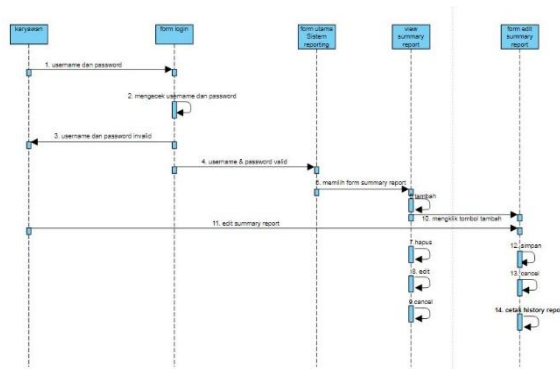 karyawan
form login
form utama
Sistem
reporting
view
summary
report
form edit
summary
report
1. username dan password
2. mengecek username dan password
3. username dan password invalid
4. username & password valid
5. memilih form summary report
6 tambah
10. mengklik tombol tambah
11. edit summary report
7 hapus
12. simpan
8. edit
13. cancel
9 cancel
14. cetak history repo